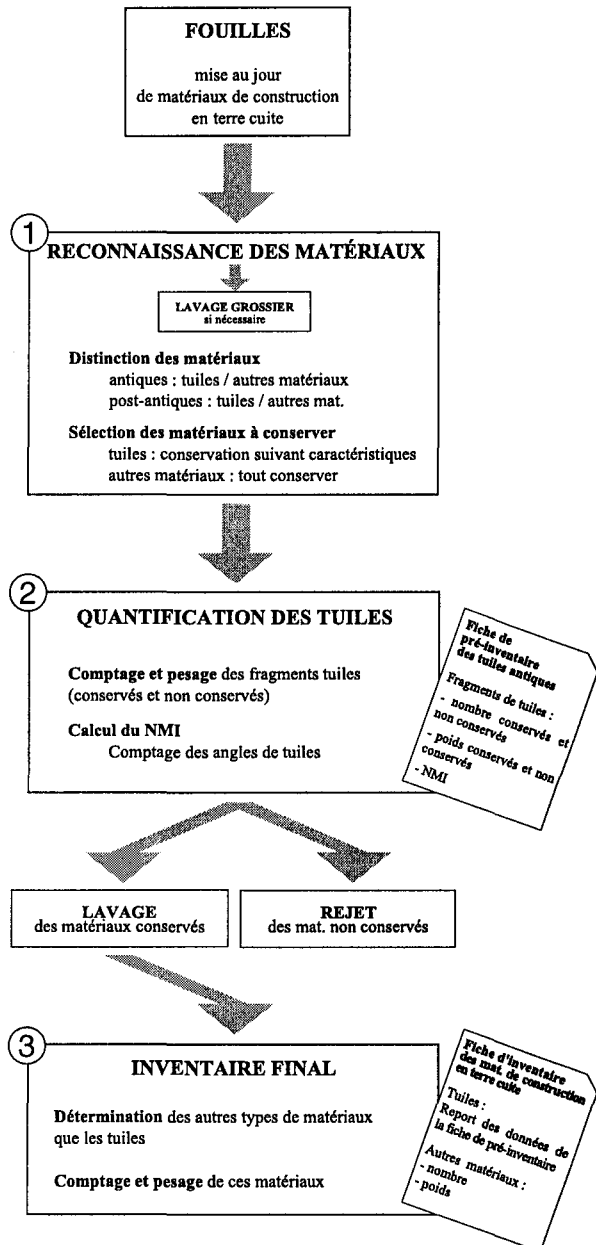 FOUILLES
mise au jour
de matériaux de construction
en terre cuite
1
RECONNAISSANCE DES MATÉRIAUX
LAVAGE GROSSIER
si nécessaire
Distinction des matériaux
antiques : tuiles / autres matériaux
post-antiques : tuiles / autres mat.
Sélection des matériaux à conserver
tuiles : conservation suivant caractéristiques
autres matériaux : tout conserver
2
QUANTIFICATION DES TUILES
Comptage et pesage des fragments tuiles
(conservés et non conservés)
Calcul du NMI
Comptage des angles de tuiles
Fiche de
pré-inventaire
des tuiles antiques
Fragments de tuiles :
- nombre conservés et
non conservés
- poids conservés et non
conservés
- NMI
LAVAGE
des matériaux conservés
REJET
des mat. non conservés
3
INVENTAIRE FINAL
Détermination des autres types de matériaux
que les tuiles
Comptage et pesage de ces matériaux
Fiche d'inventaire
des mat. de construction
en terre cuite
Tuiles :
Report des données de
la fiche de pré-inventaire
Autres matériaux :
- nombre
- poids